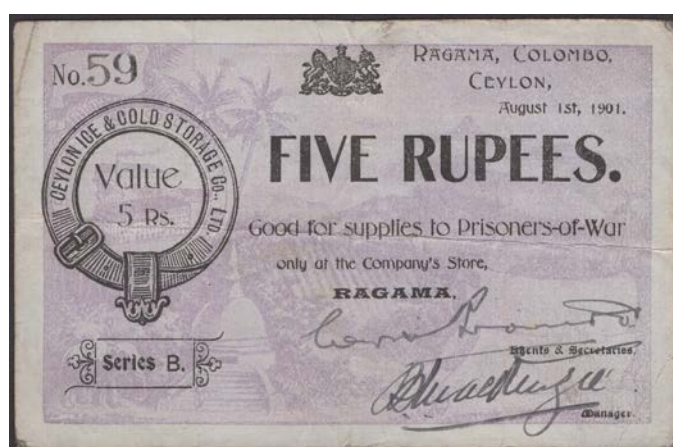 No. 59
RAGAMA, COLOMBO,
CEYLON,
August 1st, 1901.
CEYLON ICE & COLD STORAGE Co., LTD.
Value
5 Rs.
FIVE RUPEES.
Good for supplies to Prisoners-of-War
only at the Company's Store,
RAGAMA.
Agents & Secretaries.
Series B.
Manager.